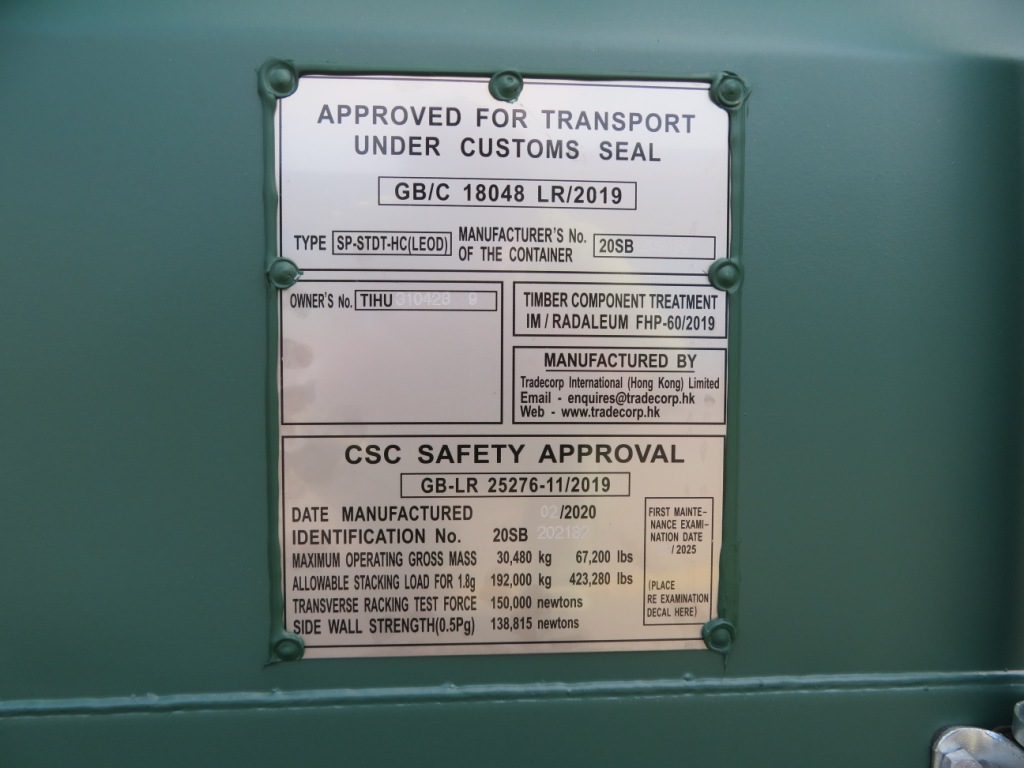 APPROVED FOR TRANSPORT
UNDER CUSTOMS SEAL
GB/C 18048 LR/2019
TYPE SP-STDT-HC(LEOD) MANUFACTURER'S No.
OF THE CONTAINER 20SB
OWNER'S No. TIHU 310428 9
TIMBER COMPONENT TREATMENT
IM / RADALEUM FHP-60/2019
MANUFACTURED BY
Tradecorp International (Hong Kong) Limited
Email - enquires@tradecorp.hk
Web - www.tradecorp.hk
CSC SAFETY APPROVAL
GB-LR 25276-11/2019
DATE MANUFACTURED 02/2020
IDENTIFICATION No. 20SB 202182
MAXIMUM OPERATING GROSS MASS 30,480 kg 67,200 lbs
ALLOWABLE STACKING LOAD FOR 1.8g 192,000 kg 423,280 lbs
TRANSVERSE RACKING TEST FORCE 150,000 newtons
SIDE WALL STRENGTH(0.5Pg) 138,815 newtons
FIRST MAINTE-
NANCE EXAMI-
NATION DATE
/ 2025
(PLACE
RE EXAMINATION
DECAL HERE)